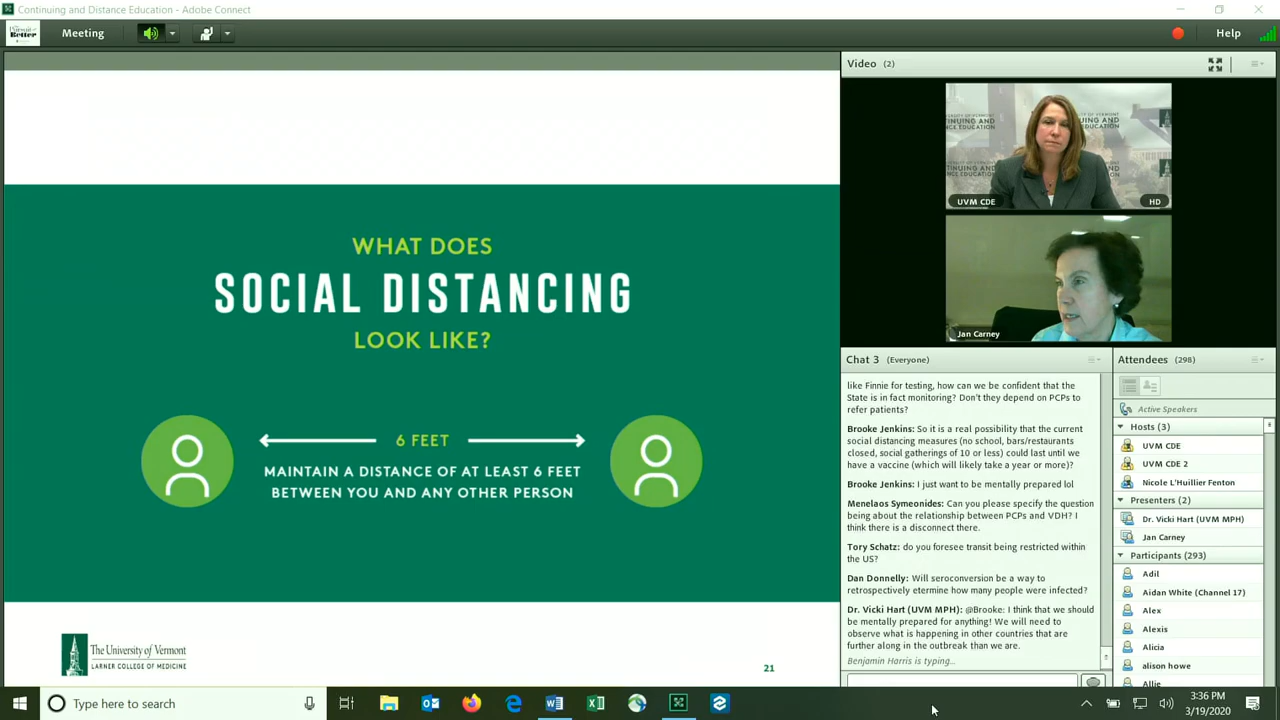 Continuing and Distance Education - Adobe Connect
Meeting
Help
WHAT DOES
SOCIAL DISTANCING
LOOK LIKE?
6 FEET
MAINTAIN A DISTANCE OF AT LEAST 6 FEET
BETWEEN YOU AND ANY OTHER PERSON
The University of Vermont
LARNER COLLEGE OF MEDICINE
21
Video (2)
UVM CDE
HD
Jan Carney
Chat 3 (Everyone)
like Finnie for testing, how can we be confident that the
State is in fact monitoring? Don't they depend on PCPs to
refer patients?
Brooke Jenkins: So it is a real possibility that the current
social distancing measures (no school, bars/restaurants
closed, social gatherings of 10 or less) could last until we
have a vaccine (which will likely take a year or more)?
Brooke Jenkins: I just want to be mentally prepared lol
Menelaos Symeonides: Can you please specify the question
being about the relationship between PCPs and VDH? I
think there is a disconnect there.
Tory Schatz: do you foresee transit being restricted within
the US?
Dan Donnelly: Will seroconversion be a way to
retrospectively etermine how many people were infected?
Dr. Vicki Hart (UVM MPH): @Brooke: I think that we should
be mentally prepared for anything! We will need to
observe what is happening in other countries that are
further along in the outbreak than we are.
Benjamin Harris is typing...
Attendees (298)
Active Speakers
Hosts (3)
UVM CDE
UVM CDE 2
Nicole L'Huillier Fenton
Presenters (2)
Dr. Vicki Hart (UVM MPH)
Jan Carney
Participants (293)
Adil
Aidan White (Channel 17)
Alex
Alexis
Alicia
alison howe
Allie
Type here to search
3:36 PM
3/19/2020